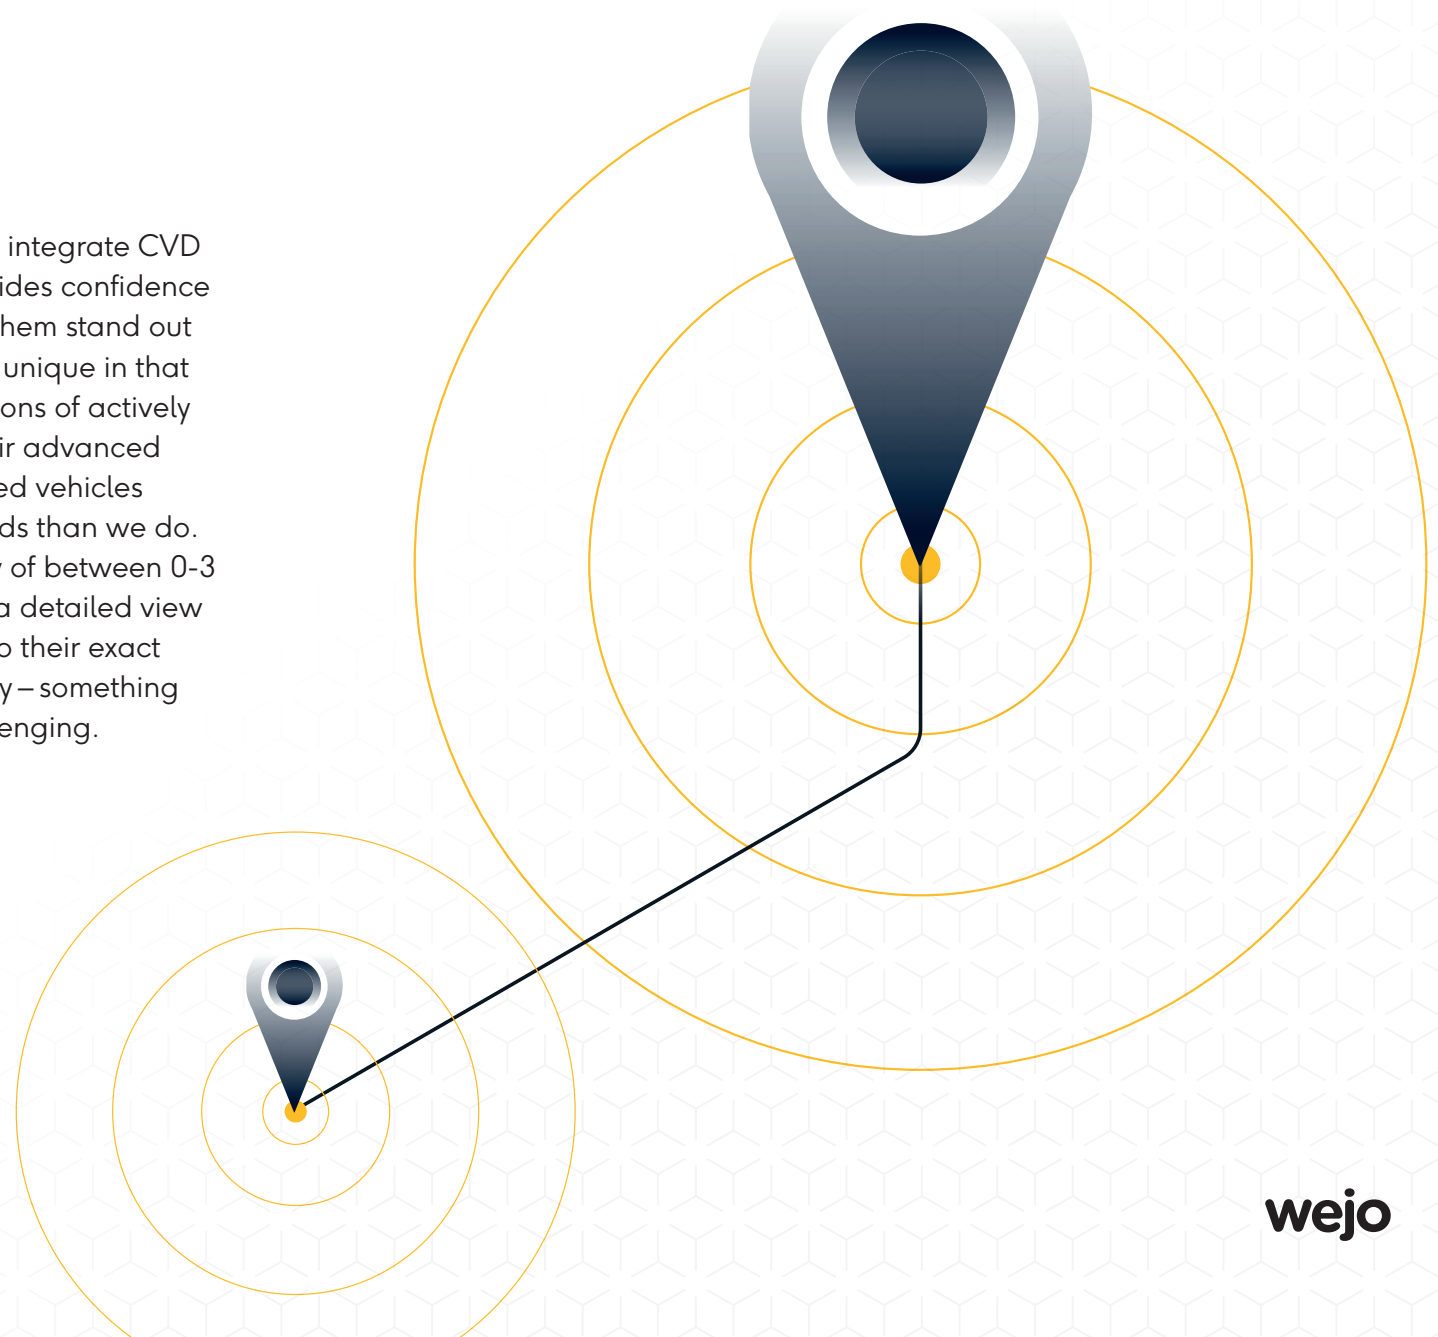 integrate CVD
ides confidence
hem stand out
unique in that
ons of actively
ir advanced
ed vehicles
ds than we do.
of between 0-3
a detailed view
o their exact
y – something
enging.
wejo